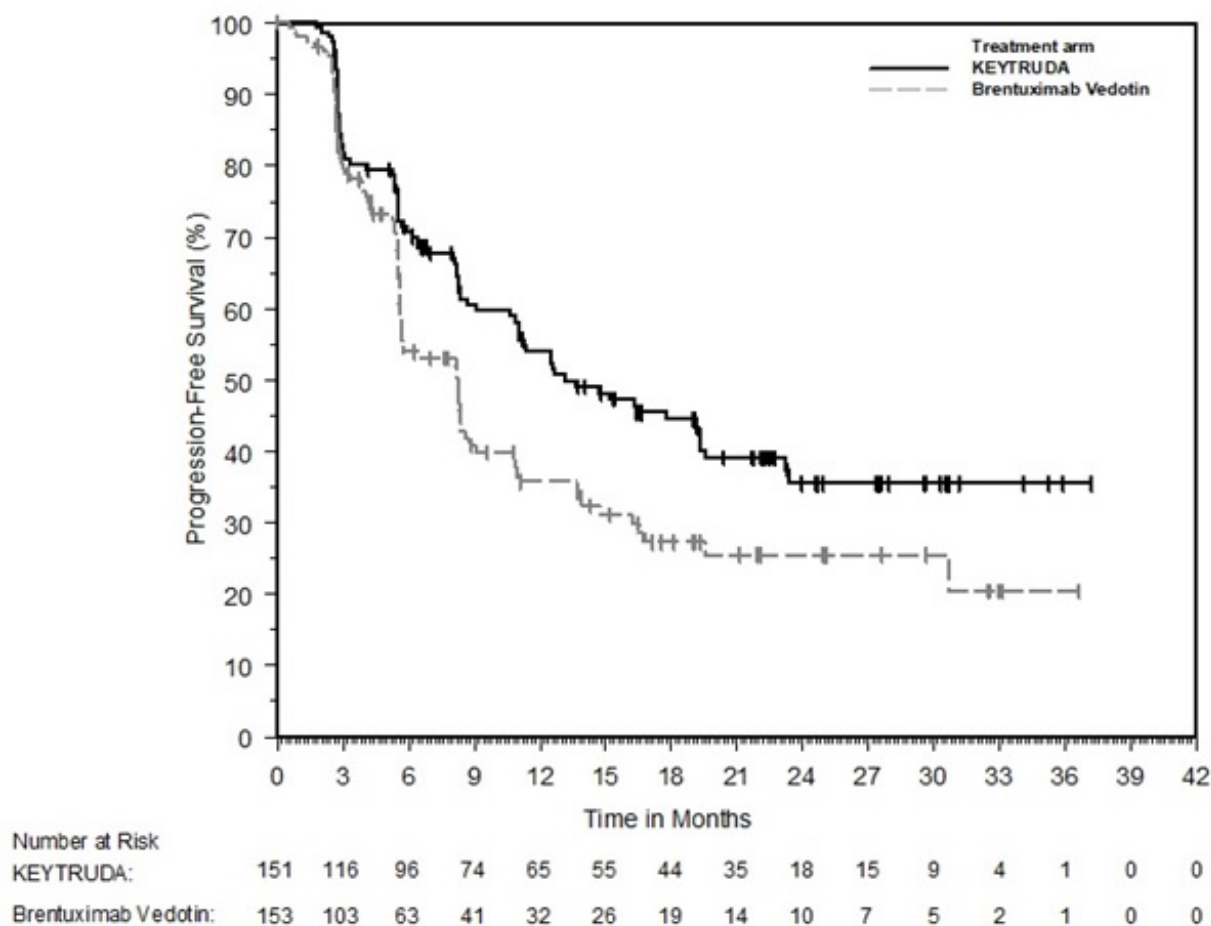 Treatment arm
KEYTRUDA
Brentuximab Vedotin
Progression-Free Survival (%)
100
90
80
70
60
50
40
30
20
10
0
0 3 6 9 12 15 18 21 24 27 30 33 36 39 42
Time in Months
Number at Risk
KEYTRUDA: 151 116 96 74 65 55 44 35 18 15 9 4 1 0 0
Brentuximab Vedotin: 153 103 63 41 32 26 19 14 10 7 5 2 1 0 0